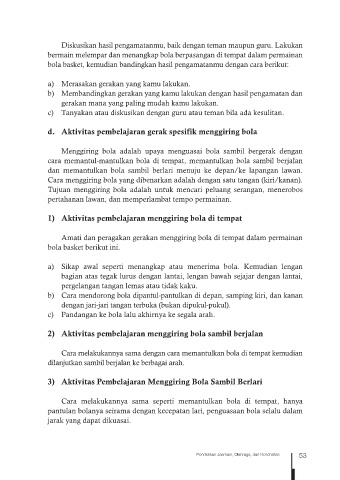 Diskusikan hasil pengamatanmu, baik dengan teman maupun guru. Lakukan
bermain melempar dan menangkap bola berpasangan di tempat dalam permainan
bola basket, kemudian bandingkan hasil pengamatanmu dengan cara berikut:
a) Merasakan gerakan yang kamu lakukan.
b) Membandingkan gerakan yang kamu lakukan dengan hasil pengamatan dan
gerakan mana yang paling mudah kamu lakukan.
c) Tanyakan atau diskusikan dengan guru atau teman bila ada kesulitan.
d. Aktivitas pembelajaran gerak spesifik menggiring bola
Menggiring bola adalah upaya menguasai bola sambil bergerak dengan
cara memantul-mantulkan bola di tempat, memantulkan bola sambil berjalan
dan memantulkan bola sambil berlari menuju ke depan/ke lapangan lawan.
Cara menggiring bola yang dibenarkan adalah dengan satu tangan (kiri/kanan).
Tujuan menggiring bola adalah untuk mencari peluang serangan, menerobos
pertahanan lawan, dan memperlambat tempo permainan.
1) Aktivitas pembelajaran menggiring bola di tempat
Amati dan peragakan gerakan menggiring bola di tempat dalam permainan
bola basket berikut ini.
a) Sikap awal seperti menangkap atau menerima bola. Kemudian lengan
bagian atas tegak lurus dengan lantai, lengan bawah sejajar dengan lantai,
pergelangan tangan lemas atau tidak kaku.
b) Cara mendorong bola dipantul-pantulkan di depan, samping kiri, dan kanan
dengan jari-jari tangan terbuka (bukan dipukul-pukul).
c) Pandangan ke bola lalu akhirnya ke segala arah.
2) Aktivitas pembelajaran menggiring bola sambil berjalan
Cara melakukannya sama dengan cara memantulkan bola di tempat kemudian
dilanjutkan sambil berjalan ke berbagai arah.
3) Aktivitas Pembelajaran Menggiring Bola Sambil Berlari
Cara melakukannya sama seperti memantulkan bola di tempat, hanya
pantulan bolanya seirama dengan kecepatan lari, penguasaan bola selalu dalam
jarak yang dapat dikuasai.
Pendidikan Jasmani, Olahraga, dan Kesehatan 53